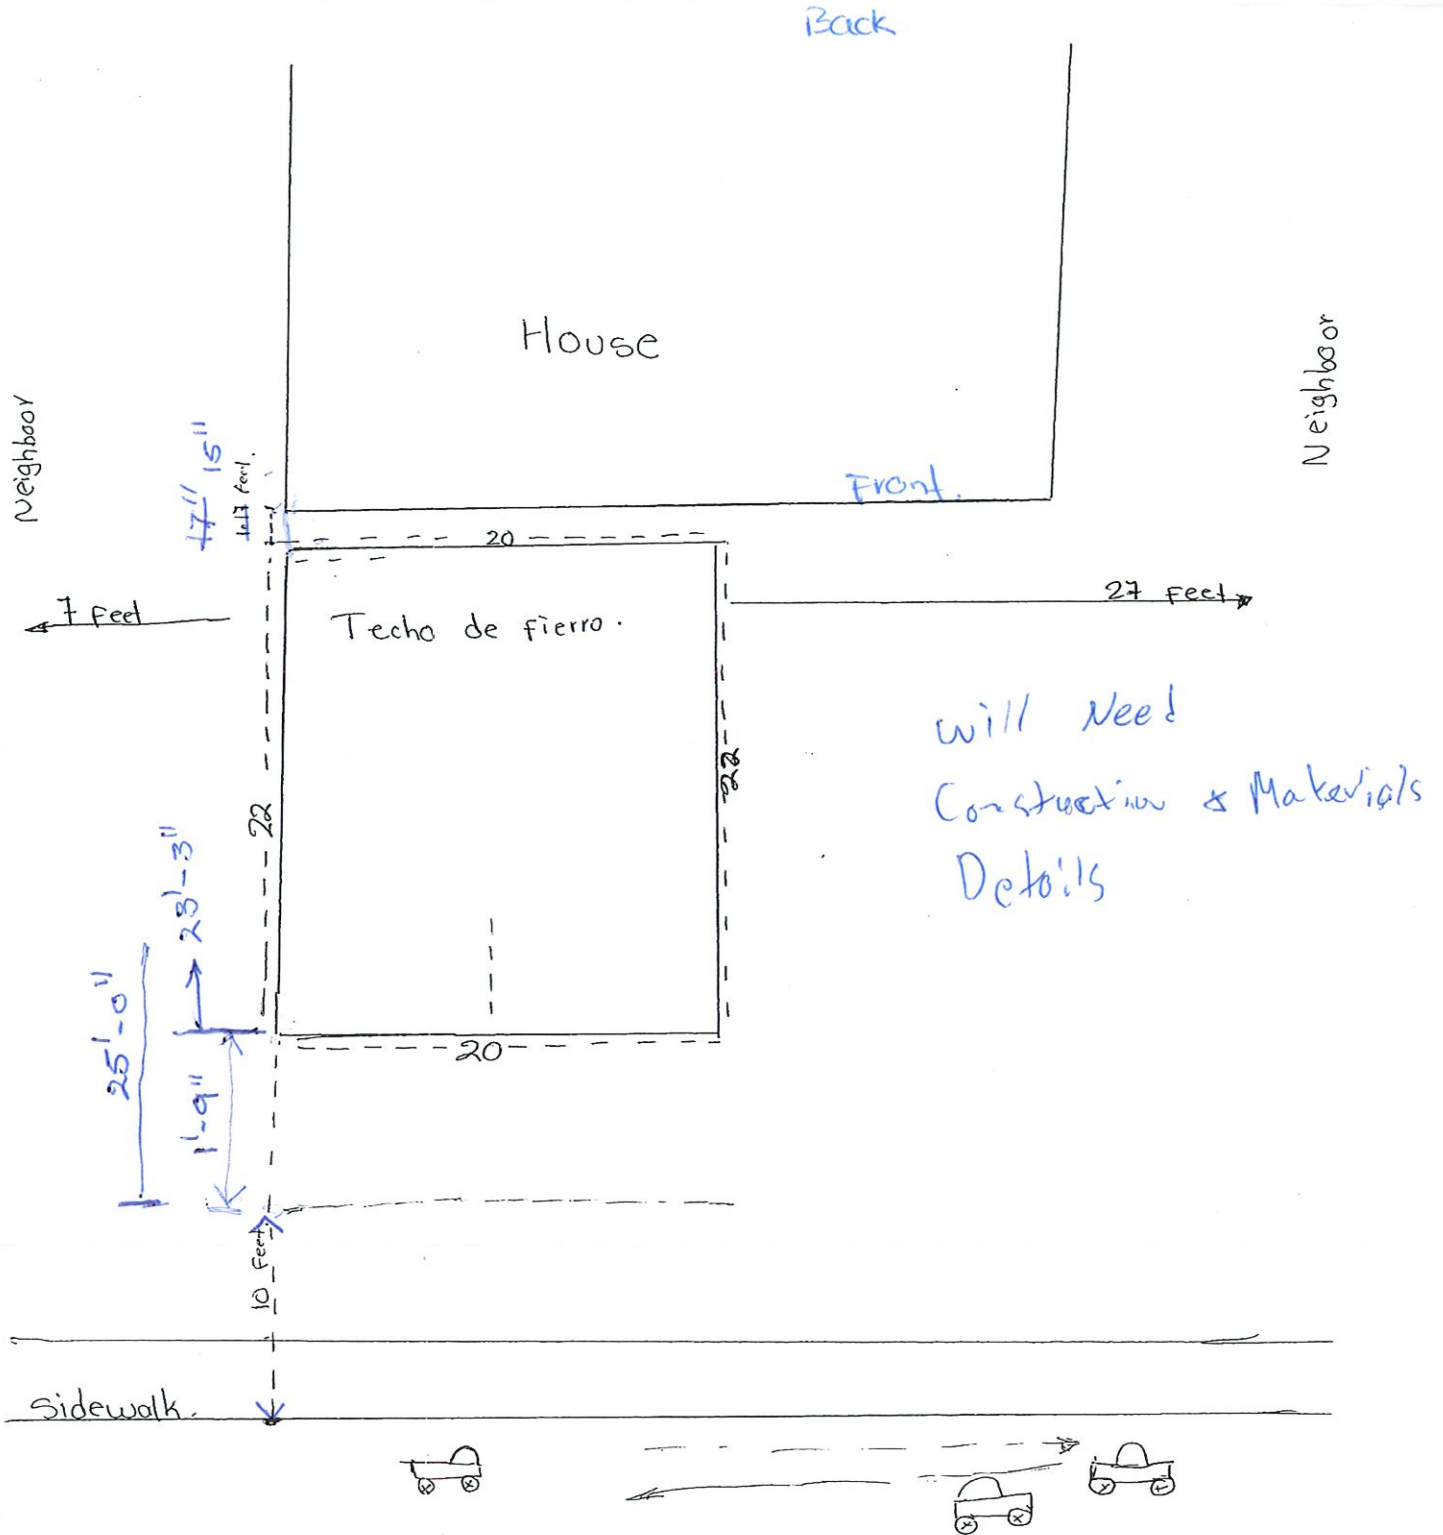 Back
House
Neighboor
Neighboor
17" 15"
Front.
20
7 Feet
27 Feet
Techo de fierro.
Will Need
Construction & Materials
Details
22
22
23'-3"
25'-0"
1'-9"
20
10 Feet
Sidewalk.